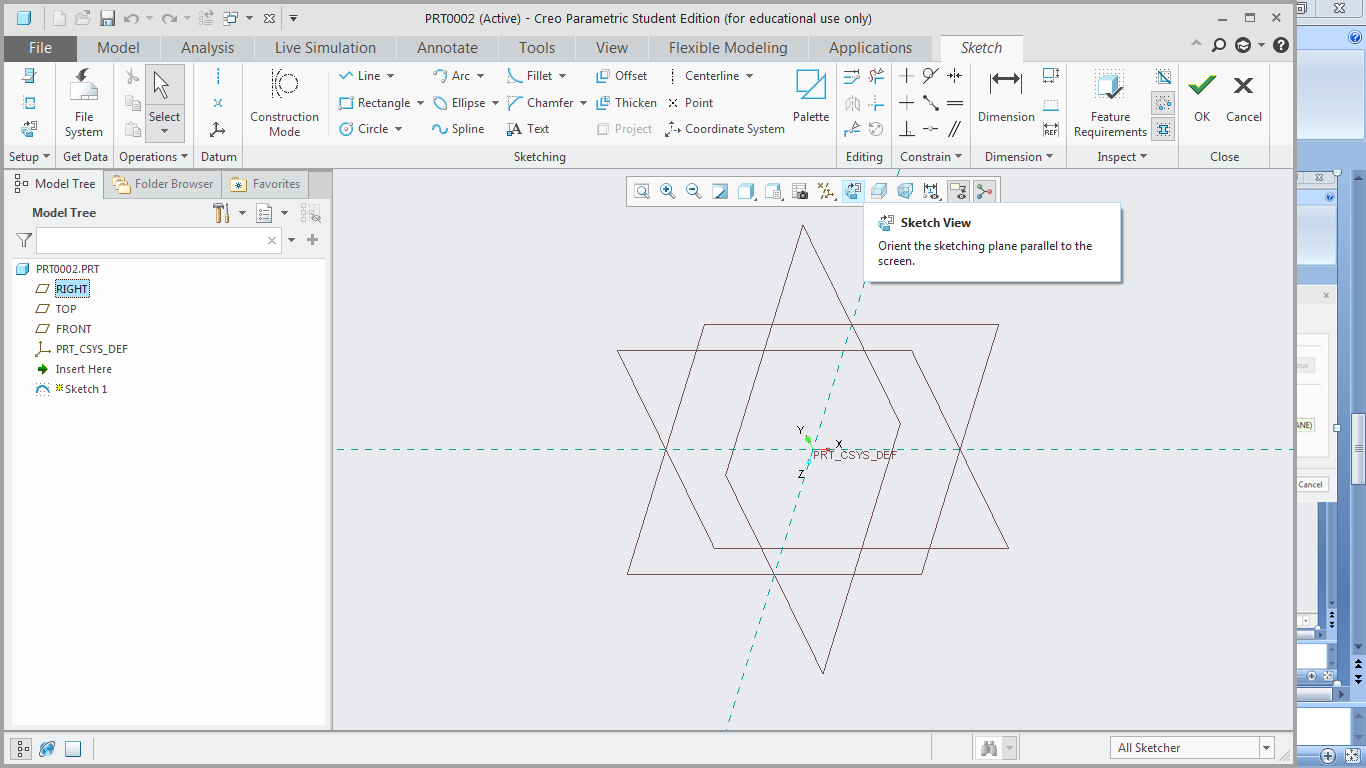 PRT0002 (Active) - Creo Parametric Student Edition (for educational use only)
File Model Analysis Live Simulation Annotate Tools View Flexible Modeling Applications Sketch
Line Arc Fillet Offset Centerline
Rectangle Ellipse Chamfer Thicken Point
Circle Spline Text Project Coordinate System
File
System
Select
Construction
Mode
Palette
Dimension
REF
Feature
Requirements
OK Cancel
Setup Get Data Operations Datum Sketching Editing Constrain Dimension Inspect Close
Model Tree Folder Browser Favorites
Model Tree
PRT0002.PRT
RIGHT
TOP
FRONT
PRT_CSYS_DEF
Insert Here
Sketch 1
Sketch View
Orient the sketching plane parallel to the
screen.
Y
X
PRT_CSYS_DEF
Z
ANE)
Cancel
All Sketcher